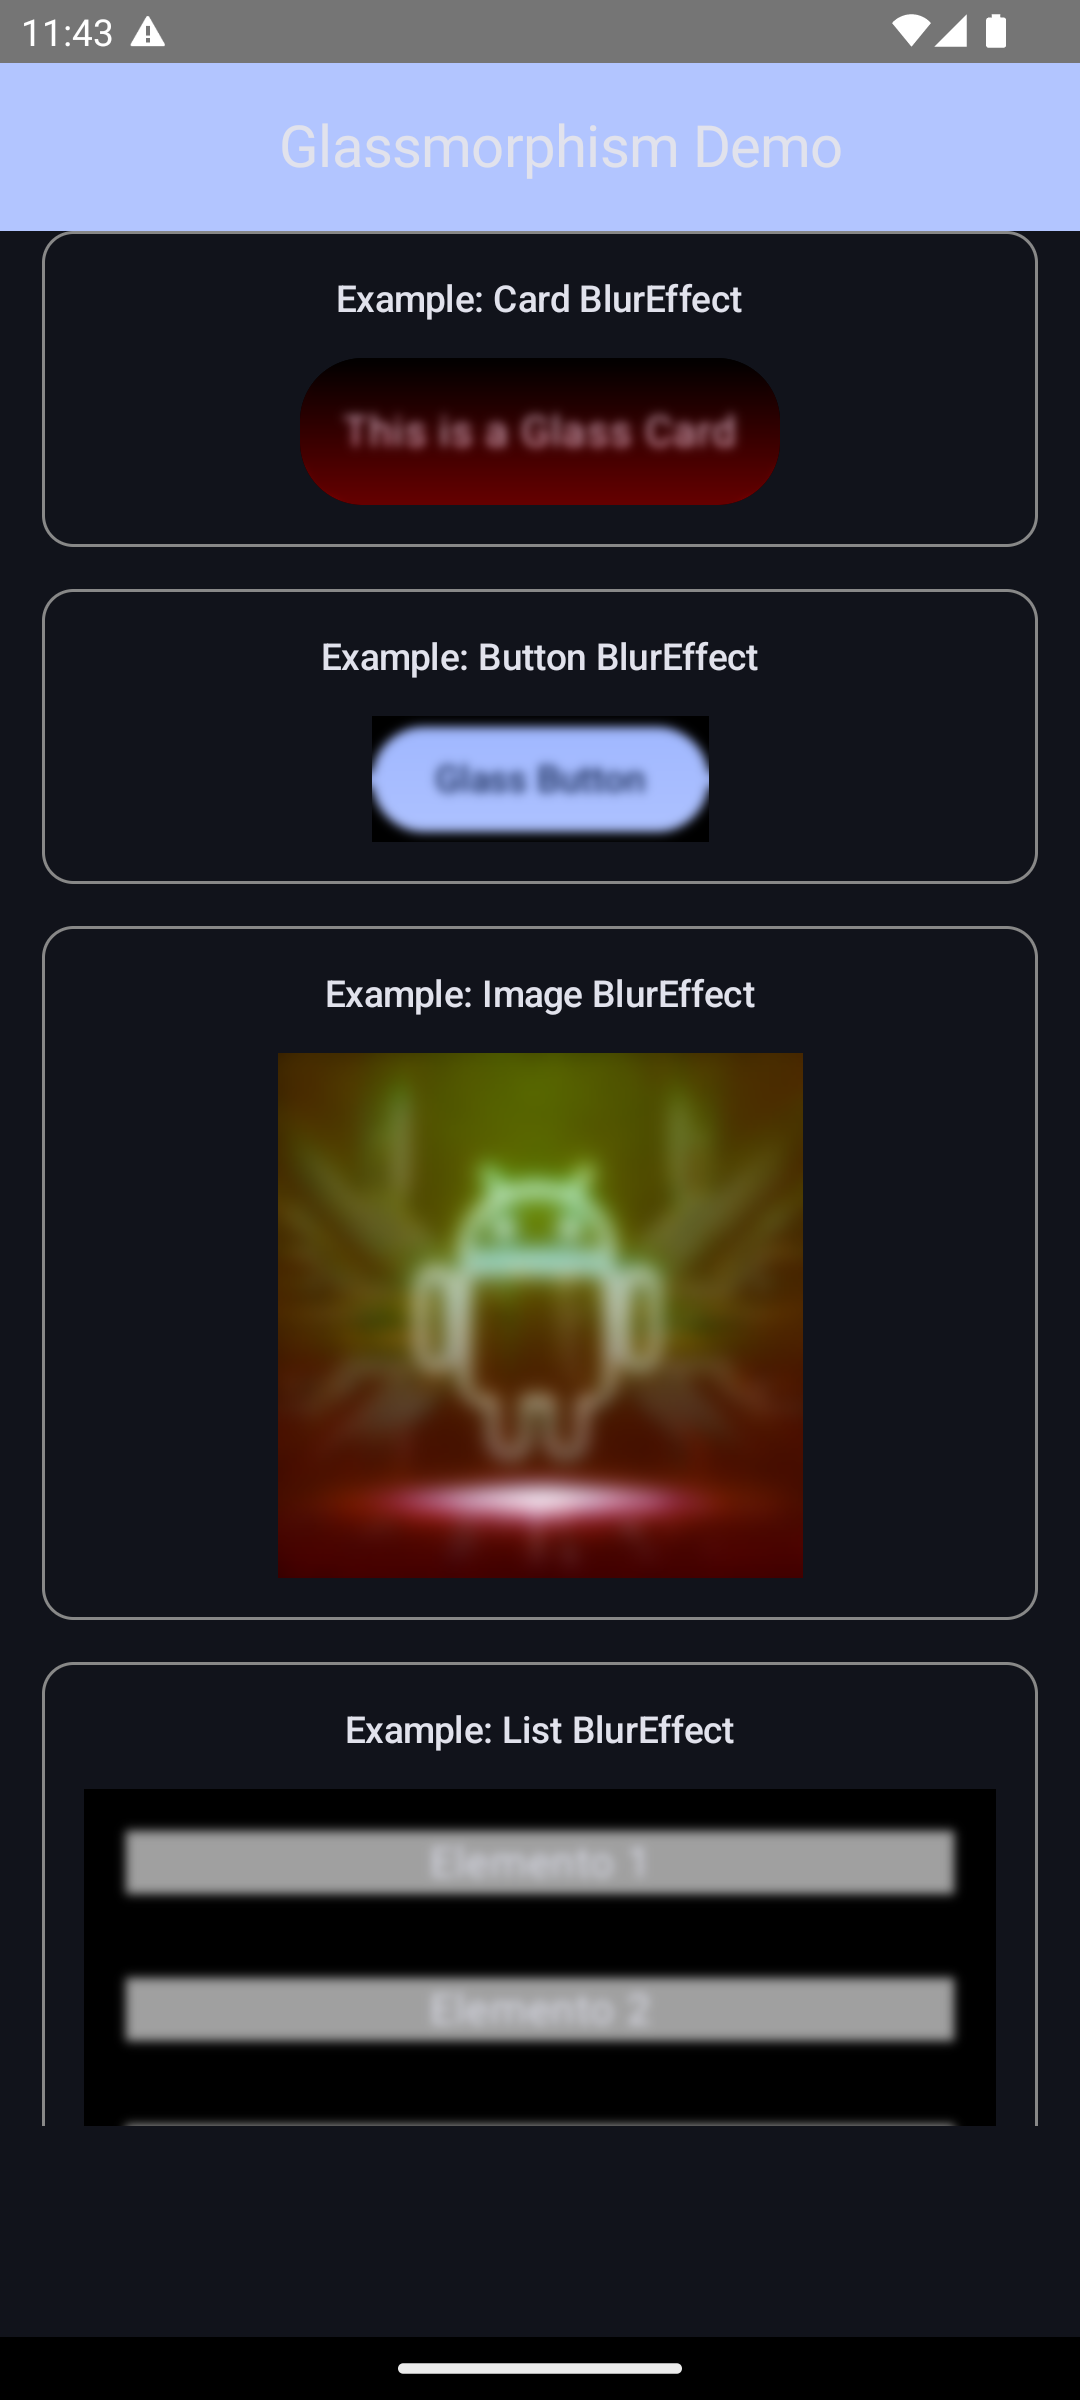 11:43
Glassmorphism Demo
Example: Card BlurEffect
This is a Glass Card
Example: Button BlurEffect
Glass Button
Example: Image BlurEffect
Example: List BlurEffect
Elemento 1
Elemento 2